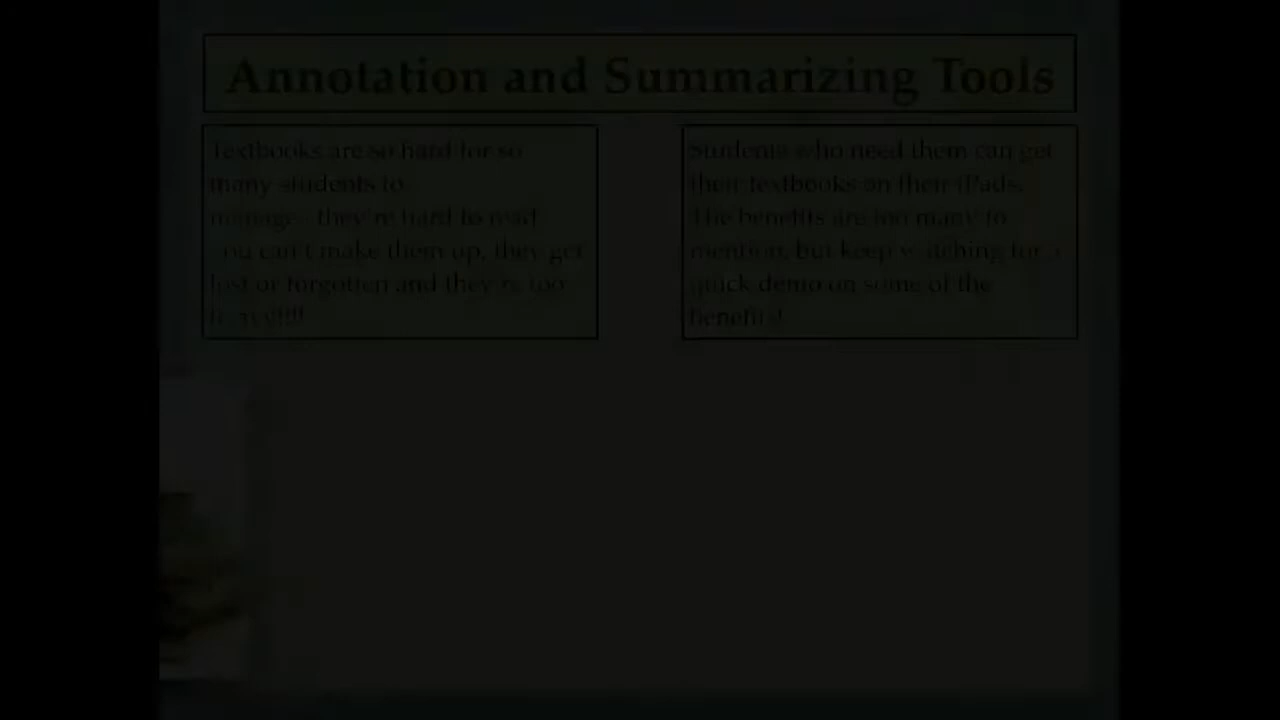 Annotation and Summarizing Tools
Textbooks are so hard for so
many students to
manage - they're hard to read
you can't make them up, they get
lost or forgotten and they're too
heavy!!!!
Students who need them can get
their textbooks on their iPads.
The benefits are too many to
mention, but keep watching for a
quick demo on some of the
benefits!